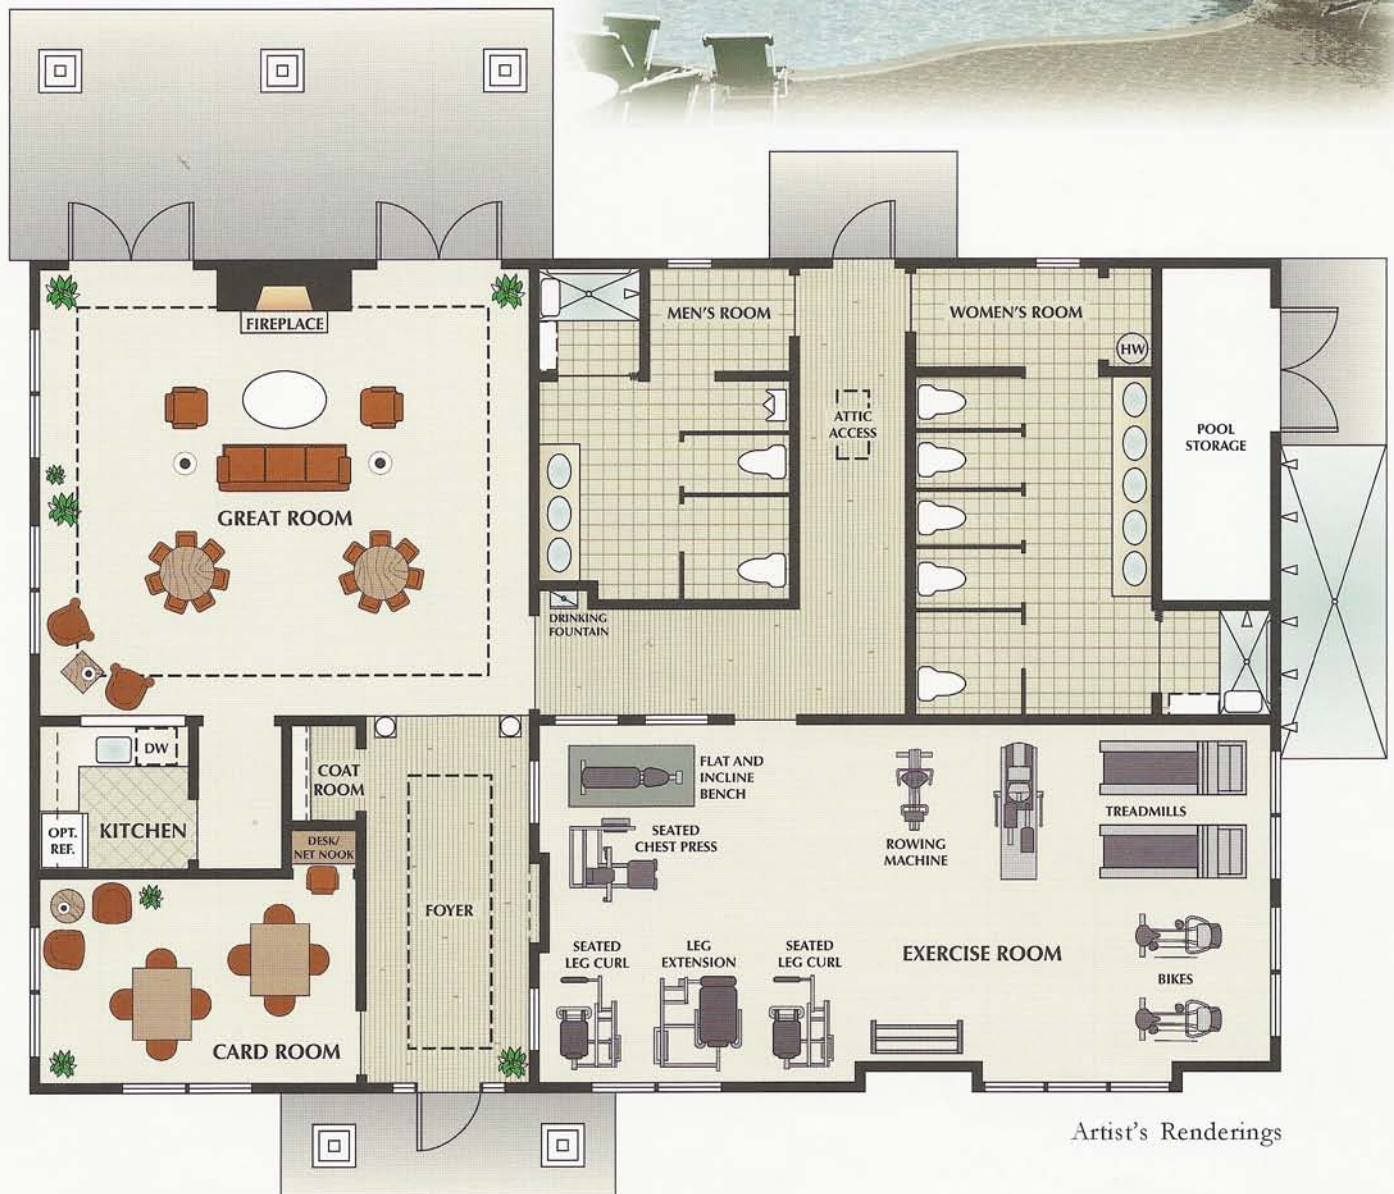 FIREPLACE
MEN'S ROOM
WOMEN'S ROOM
HW
ATTIC
ACCESS
POOL
STORAGE
GREAT ROOM
DRINKING
FOUNTAIN
DW
COAT
ROOM
OPT.
REF.
KITCHEN
DESK/
NET NOOK
FLAT AND
INCLINE
BENCH
SEATED
CHEST PRESS
ROWING
MACHINE
TREADMILLS
FOYER
SEATED
LEG CURL
LEG
EXTENSION
SEATED
LEG CURL
EXERCISE ROOM
BIKES
CARD ROOM
Artist's Renderings